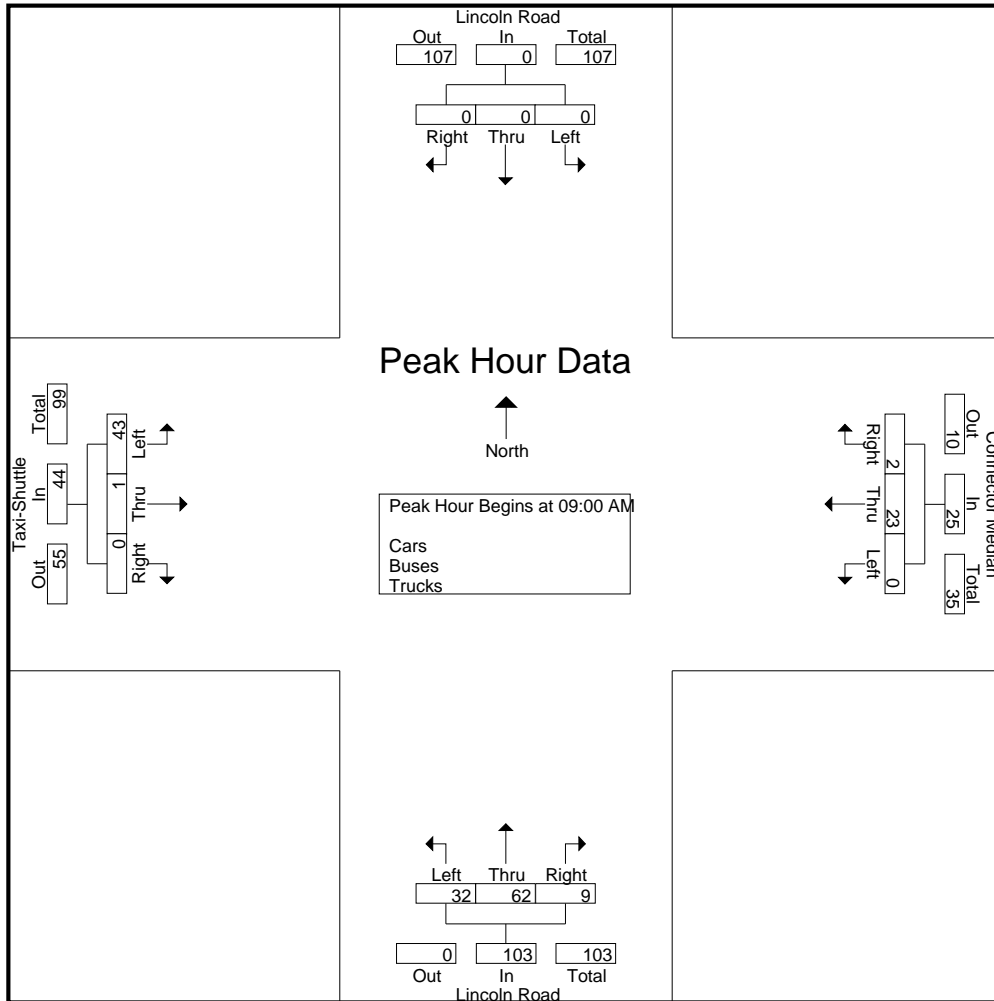 Lincoln Road
Out In Total
107 0 107
0 0 0
Right Thru Left
Peak Hour Data
North
Peak Hour Begins at 09:00 AM
Cars
Buses
Trucks
Taxi-Shuttle
Out In Total
55 44 99
43 1 0
Left Thru Right
Connector Median
Out In Total
10 25 35
2 23 0
Right Thru Left
Left Thru Right
32 62 9
0 103 103
Out In Total
Lincoln Road